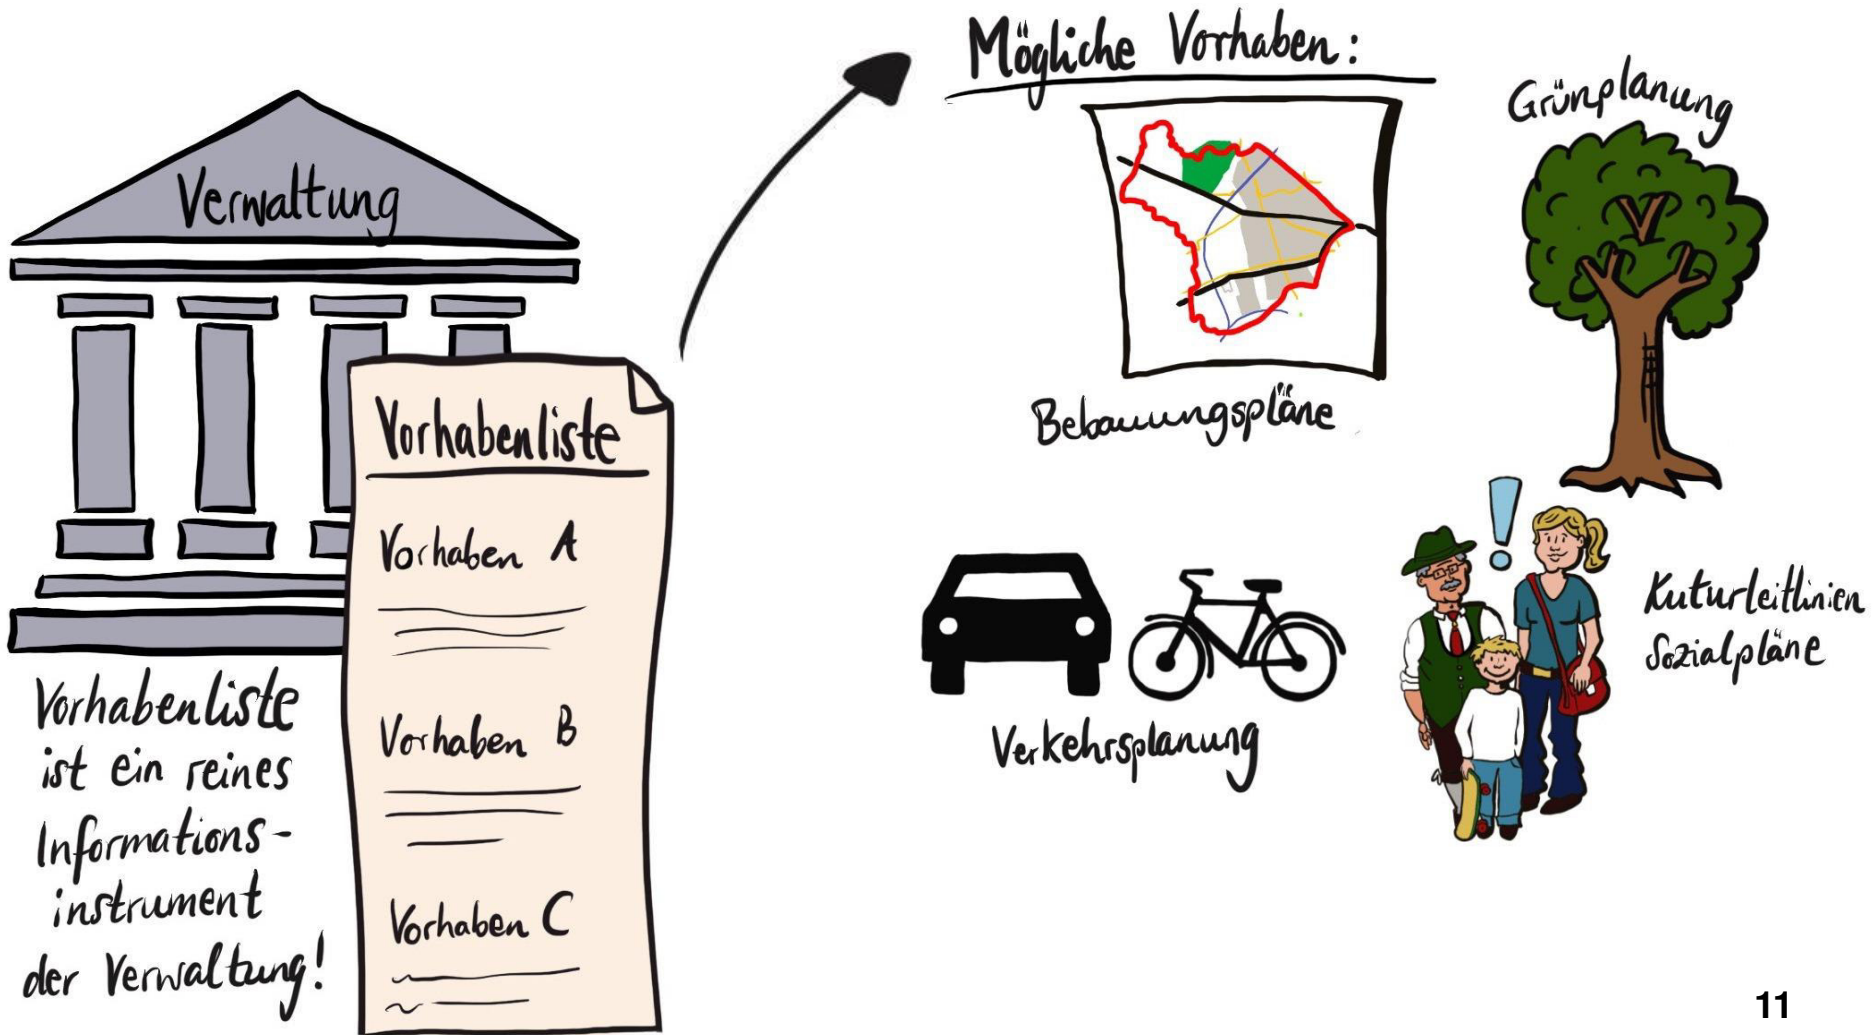 Verwaltung
Vorhabenliste
Vorhaben A
Vorhaben B
Vorhaben C
Vorhabenliste
ist ein reines
Informations-
instrument
der Verwaltung!
Mögliche Vorhaben:
Bebauungspläne
Grünplanung
Verkehrsplanung
!
Kuturleitlinien
Sozialpläne
11